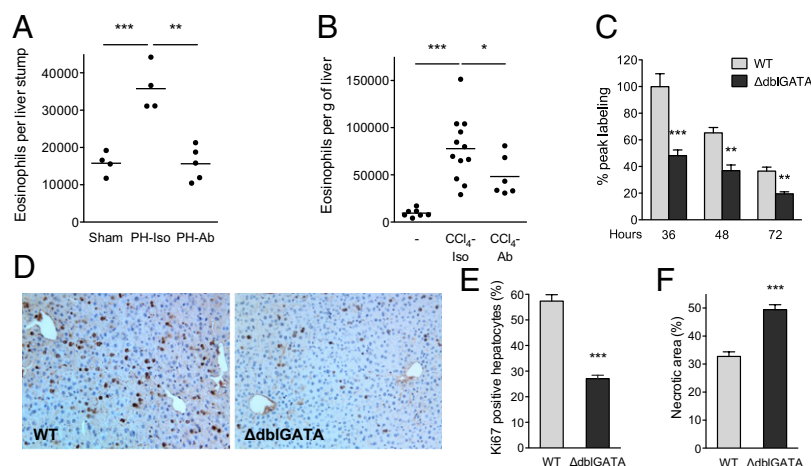 A
*** **
Eosinophils per liver stump
40000
30000
20000
10000
0
Sham PH-Iso PH-Ab
B
*** *
Eosinophils per g of liver
150000
100000
50000
0
- CCl4-Iso CCl4-Ab
C
WT
ΔdblGATA
% peak labeling
120
100
80
60
40
20
0
***
**
**
Hours 36 48 72
D
WT
ΔdblGATA
E
Ki67 positive hepatocytes (%)
60
50
40
30
20
10
0
***
WT ΔdblGATA
F
Necrotic area (%)
50
40
30
20
10
0
***
WT ΔdblGATA